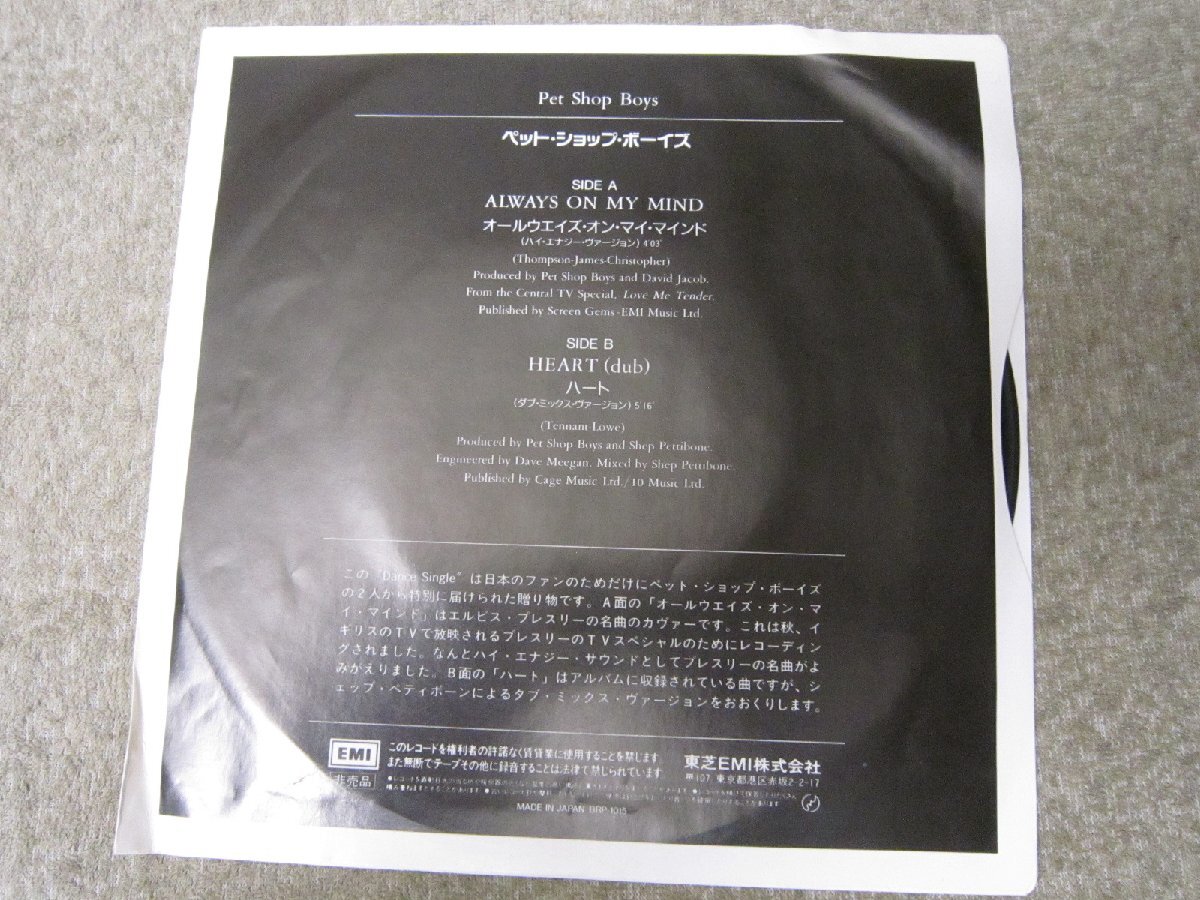 Pet Shop Boys
ペット・ショップ・ボーイズ
SIDE A
ALWAYS ON MY MIND
オールウエイズ・オン・マイ・マインド
(ハイ・エナジー・ヴァージョン) 4'03"
(Thompson-James-Christopher)
Produced by Pet Shop Boys and David Jacob.
From the Central TV Special, Love Me Tender.
Published by Screen Gems-EMI Music Ltd.
SIDE B
HEART (dub)
ハート
(ダブ・ミックス・ヴァージョン) 5'16"
(Tennant-Lowe)
Produced by Pet Shop Boys and Shep Pettibone.
Engineered by Dave Meegan. Mixed by Shep Pettibone.
Published by Cage Music Ltd./10 Music Ltd.
この "Dance Single" は日本のファンのためだけにペット・ショップ・ボーイズ
の2人から特別に届けられた贈り物です。A面の「オールウエイズ・オン・マ
イ・マインド」はエルビス・プレスリーの名曲のカヴァーです。これは秋、イ
ギリスのTVで放映されるプレスリーのTVスペシャルのためにレコーディン
グされました。なんとハイ・エナジー・サウンドとしてプレスリーの名曲がよ
みがえりました。B面の「ハート」はアルバムに収録されている曲ですが、シ
ェップ・ペティボーンによるダブ・ミックス・ヴァージョンをおおくりします。
EMI
非売品
このレコードを権利者の許諾なく賃貸業に使用することを禁じます
また無断でテープその他に録音することは法律で禁じられています
東芝EMI株式会社
〒107 東京都港区赤坂2-2-17
MADE IN JAPAN BRP-1015